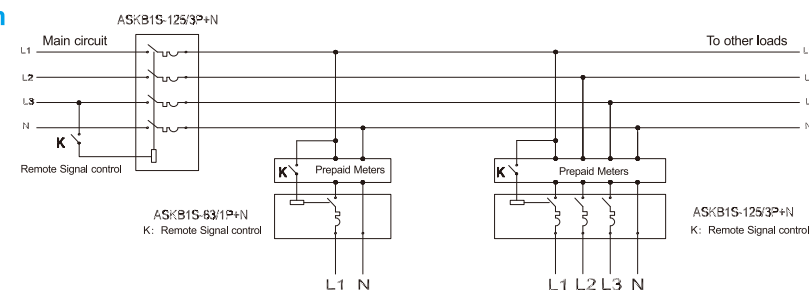 n
ASKB1S-125/3P+N
Main circuit
To other loads
L1
L
L2
L
L3
L
N
N
K
Remote Signal control
K
Prepaid Meters
K
Prepaid Meters
ASKB1S-63/1P+N
K: Remote Signal control
ASKB1S-125/3P+N
K: Remote Signal control
L1 N
L1 L2 L3 N